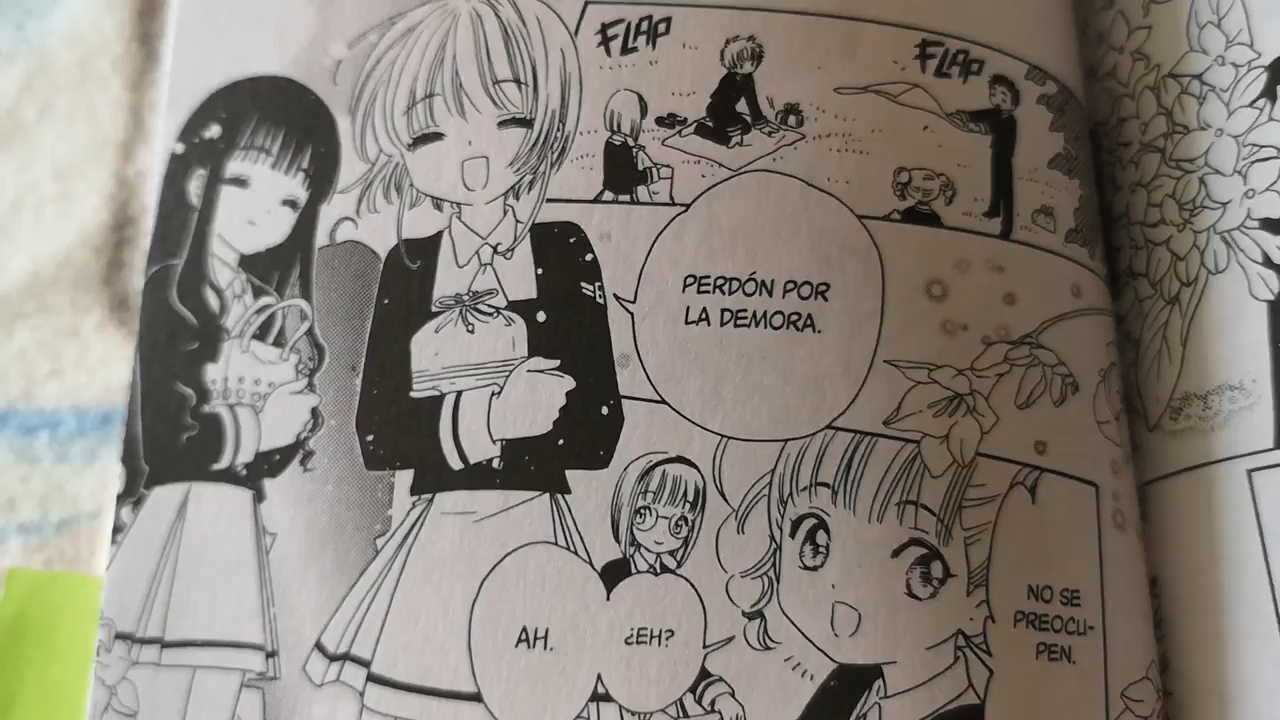 FLAP
FLAP
PERDÓN POR
LA DEMORA.
AH.
¿EH?
NO SE
PREOCU-
PEN.